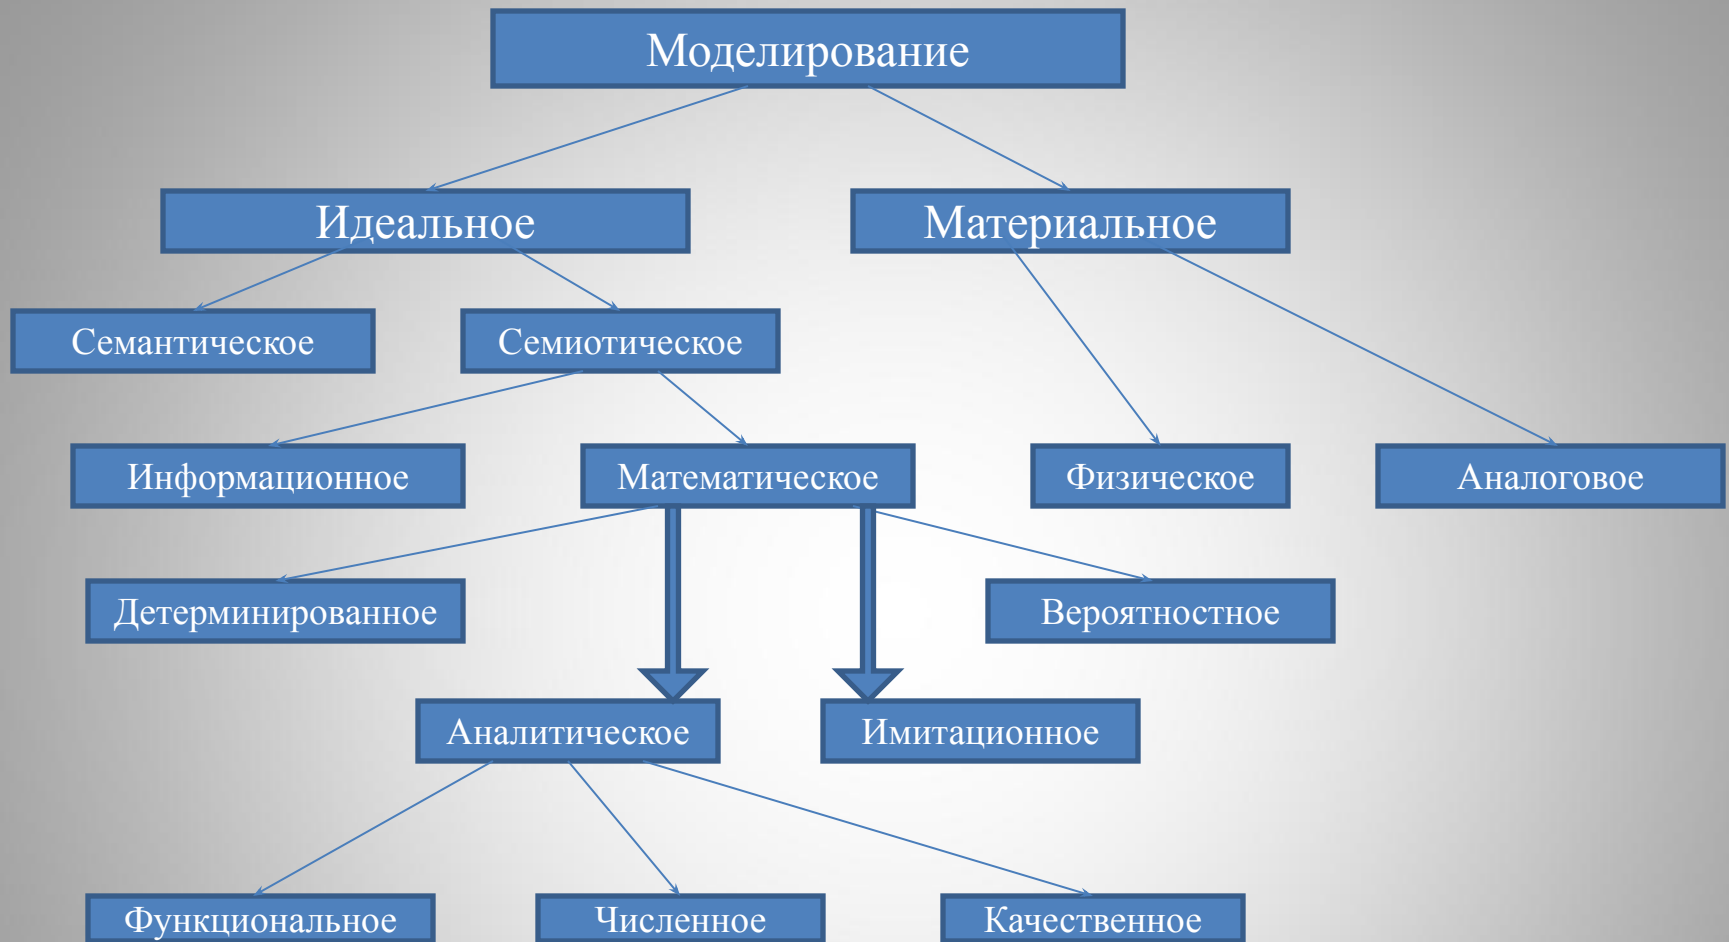 Моделирование
Идеальное
Материальное
Семантическое
Семиотическое
Информационное
Математическое
Физическое
Аналоговое
Детерминированное
Вероятностное
Аналитическое
Имитационное
Функциональное
Численное
Качественное